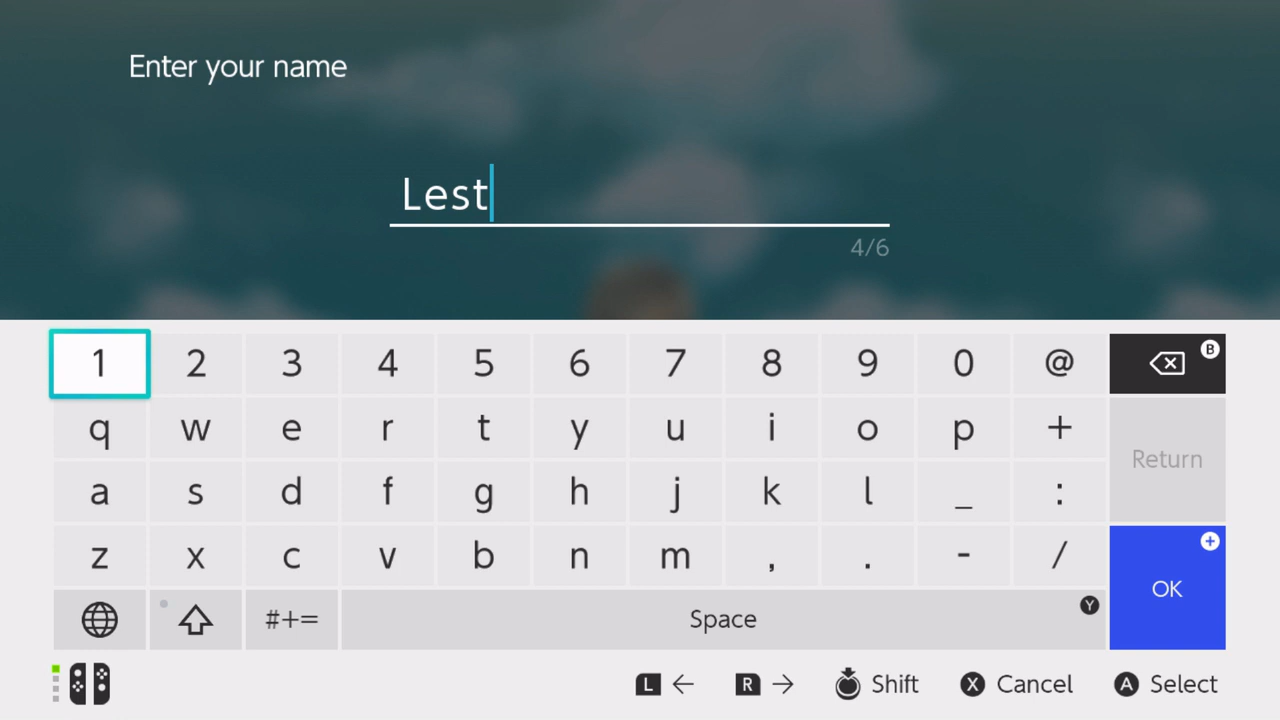 Enter your name
Lest
4/6
1 2 3 4 5 6 7 8 9 0 @ B
q w e r t y u i o p +
Return
a s d f g h j k l _ :
z x c v b n m , . - /
+
OK
#+= Space Y
L ← R → Shift X Cancel A Select